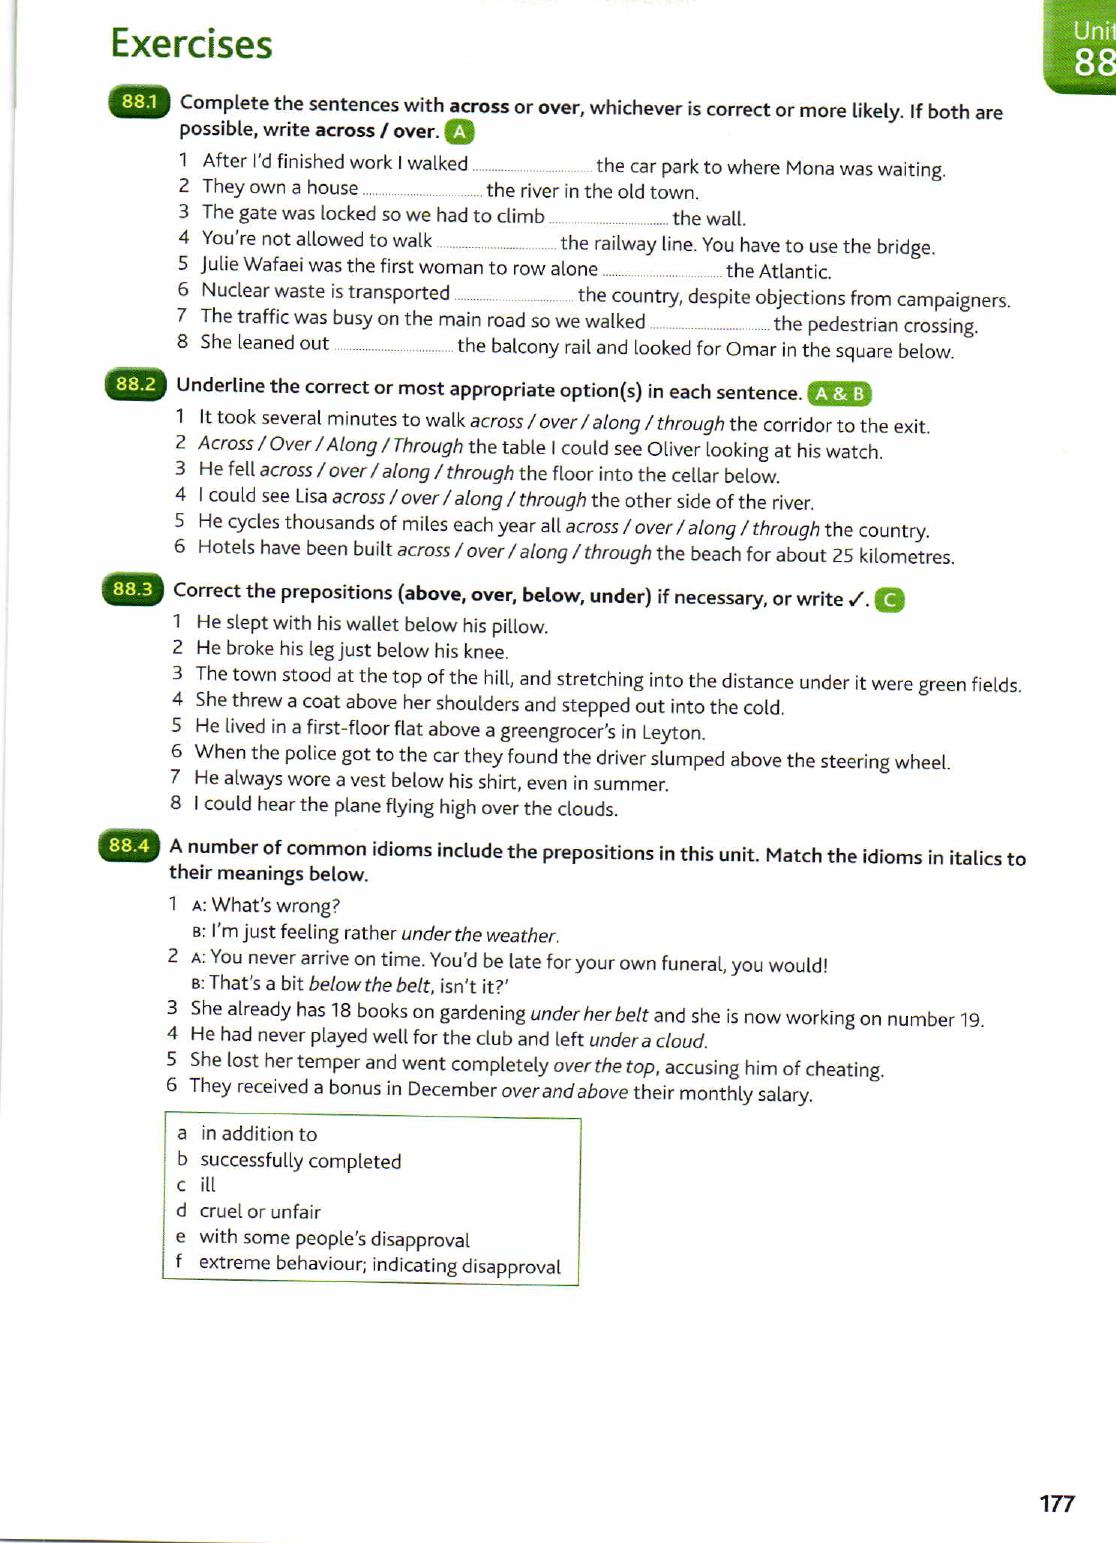 Exercises
Unit
88
88.1 Complete the sentences with across or over, whichever is correct or more likely. If both are
possible, write across / over. A
1 After I'd finished work I walked ........ the car park to where Mona was waiting.
2 They own a house ........ the river in the old town.
3 The gate was locked so we had to climb ........ the wall.
4 You're not allowed to walk ........ the railway line. You have to use the bridge.
5 Julie Wafaei was the first woman to row alone ........ the Atlantic.
6 Nuclear waste is transported ........ the country, despite objections from campaigners.
7 The traffic was busy on the main road so we walked ........ the pedestrian crossing.
8 She leaned out ........ the balcony rail and looked for Omar in the square below.
88.2 Underline the correct or most appropriate option(s) in each sentence. A & B
1 It took several minutes to walk across / over / along / through the corridor to the exit.
2 Across / Over / Along / Through the table I could see Oliver looking at his watch.
3 He fell across / over / along / through the floor into the cellar below.
4 I could see Lisa across / over / along / through the other side of the river.
5 He cycles thousands of miles each year all across / over / along / through the country.
6 Hotels have been built across / over / along / through the beach for about 25 kilometres.
88.3 Correct the prepositions (above, over, below, under) if necessary, or write ✓. C
1 He slept with his wallet below his pillow.
2 He broke his leg just below his knee.
3 The town stood at the top of the hill, and stretching into the distance under it were green fields.
4 She threw a coat above her shoulders and stepped out into the cold.
5 He lived in a first-floor flat above a greengrocer's in Leyton.
6 When the police got to the car they found the driver slumped above the steering wheel.
7 He always wore a vest below his shirt, even in summer.
8 I could hear the plane flying high over the clouds.
88.4 A number of common idioms include the prepositions in this unit. Match the idioms in italics to
their meanings below.
1 A: What's wrong?
B: I'm just feeling rather under the weather.
2 A: You never arrive on time. You'd be late for your own funeral, you would!
B: That's a bit below the belt, isn't it?'
3 She already has 18 books on gardening under her belt and she is now working on number 19.
4 He had never played well for the club and left under a cloud.
5 She lost her temper and went completely over the top, accusing him of cheating.
6 They received a bonus in December over and above their monthly salary.
a in addition to
b successfully completed
c ill
d cruel or unfair
e with some people's disapproval
f extreme behaviour; indicating disapproval
177